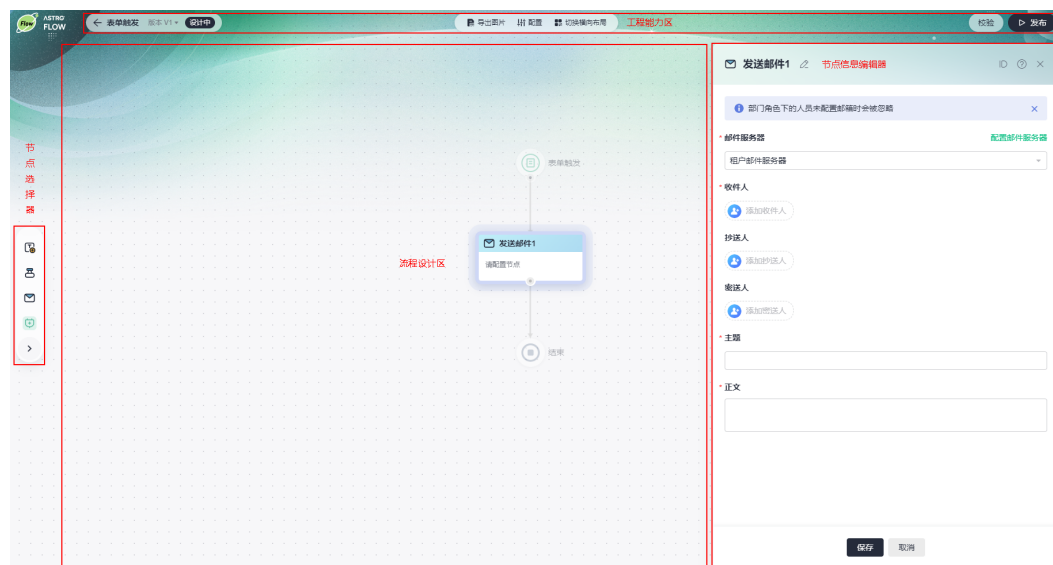 Flow ASTRO FLOW
← 表单触发 版本 V1 设计中
导出图片 配置 切换横向布局 工程能力区
校验 发布
发送邮件1 节点信息编辑器
部门角色下的人员未配置邮箱时会被忽略
* 邮件服务器 配置邮件服务器
租户邮件服务器
* 收件人
添加收件人
抄送人
添加抄送人
密送人
添加密送人
* 主题
* 正文
保存 取消
节点选择器
表单触发
发送邮件1
请配置节点
流程设计区
结束